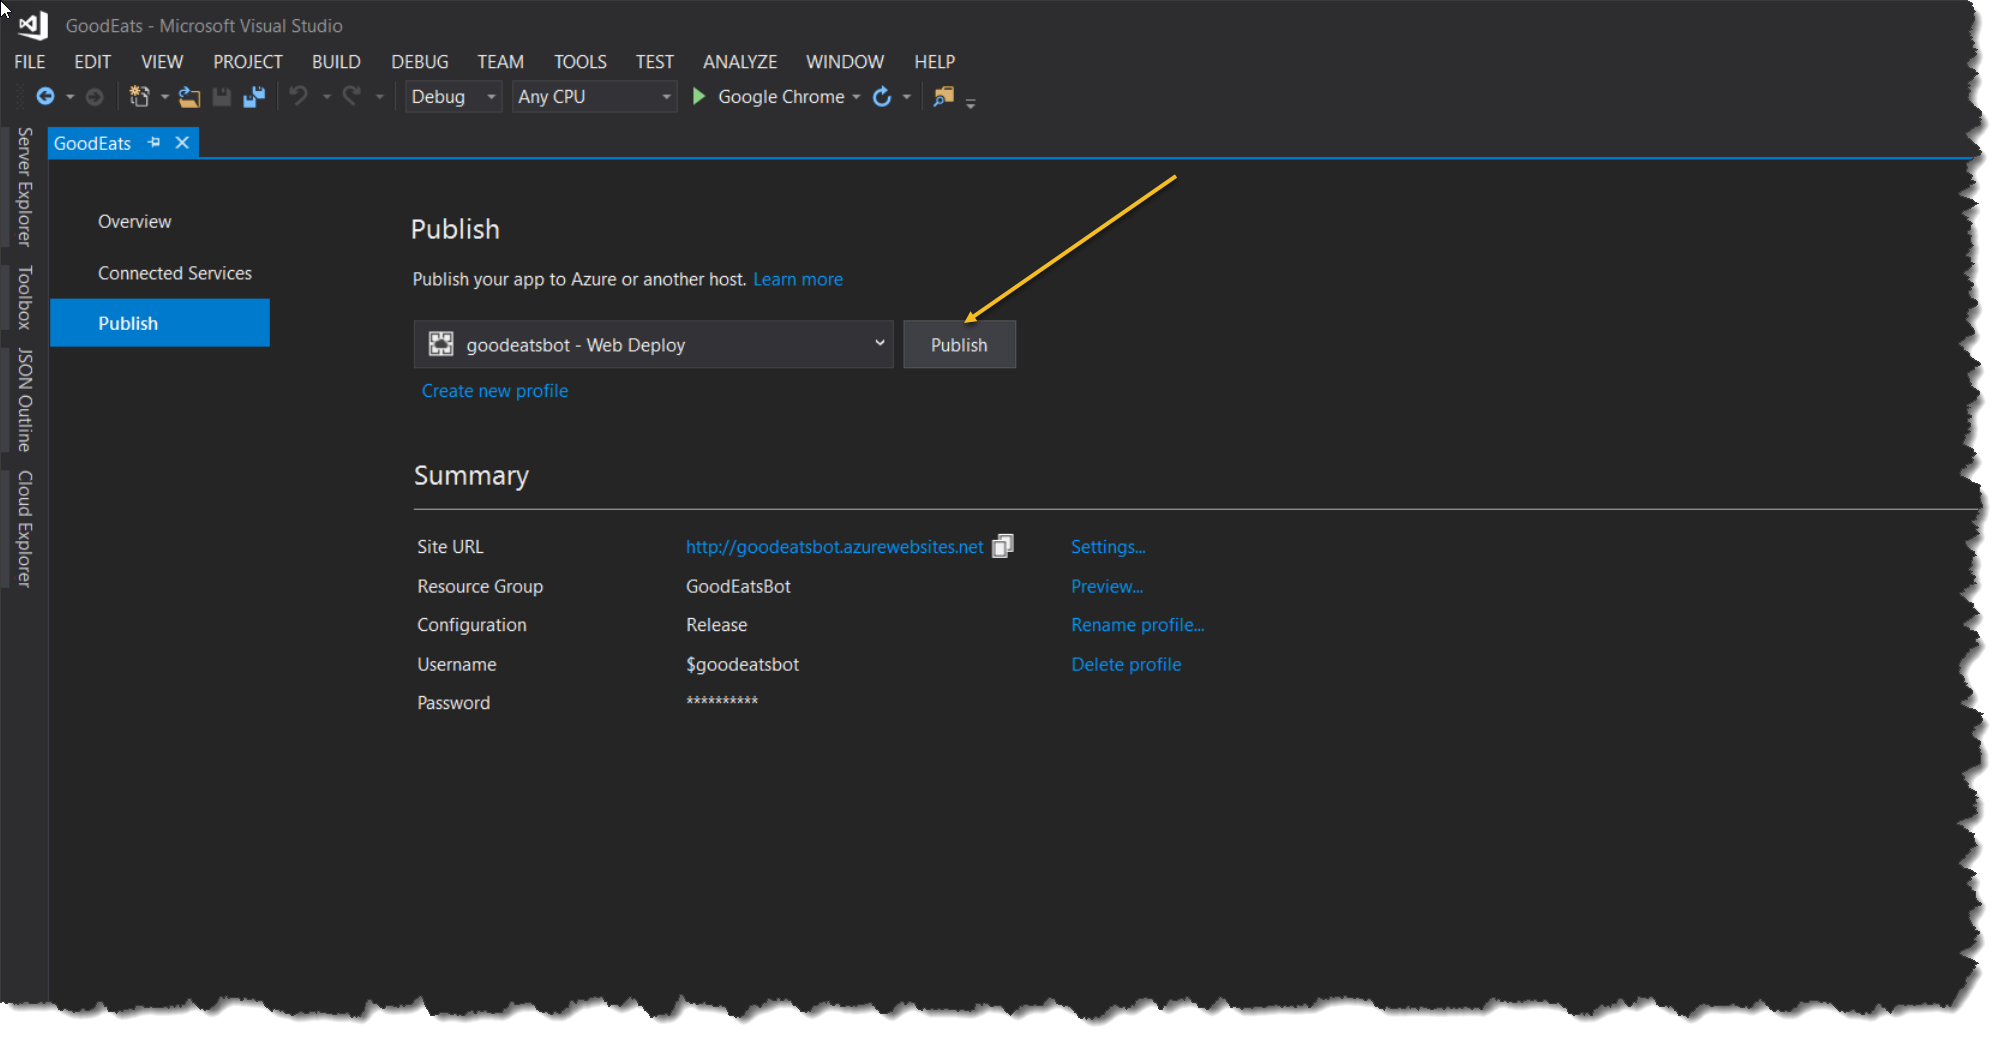 GoodEats - Microsoft Visual Studio
FILE EDIT VIEW PROJECT BUILD DEBUG TEAM TOOLS TEST ANALYZE WINDOW HELP
Debug Any CPU Google Chrome
Server Explorer
Toolbox
JSON Outline
Cloud Explorer
GoodEats
Overview
Connected Services
Publish
Publish
Publish your app to Azure or another host. Learn more
goodeatsbot - Web Deploy Publish
Create new profile
Summary
Site URL http://goodeatsbot.azurewebsites.net Settings...
Resource Group GoodEatsBot Preview...
Configuration Release Rename profile...
Username $goodeatsbot Delete profile
Password **********